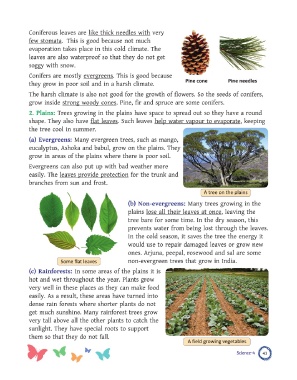 Coniferous leaves are like thick needles with very
few stomata. This is good because not much
evaporation takes place in this cold climate. The
leaves are also waterproof so that they do not get
soggy with snow.
Conifers are mostly evergreens. This is good because
they grow in poor soil and in a harsh climate.
Pine cone
Pine needles
The harsh climate is also not good for the growth of flowers. So the seeds of conifers,
grow inside strong woody cones. Pine, fir and spruce are some conifers.
2. Plains: Trees growing in the plains have space to spread out so they have a round
shape. They also have flat leaves. Such leaves help water vapour to evaporate, keeping
the tree cool in summer.
(a) Evergreens: Many evergreen trees, such as mango,
eucalyptus, Ashoka and babul, grow on the plains. They
grow in areas of the plains where there is poor soil.
Evergreens can also put up with bad weather more
easily. The leaves provide protection for the trunk and
branches from sun and frost.
A tree on the plains
(b) Non-evergreens: Many trees growing in the
plains lose all their leaves at once, leaving the
tree bare for some time. In the dry season, this
prevents water from being lost through the leaves.
In the cold season, it saves the tree the energy it
would use to repair damaged leaves or grow new
ones. Arjuna, peepal, rosewood and sal are some
non-evergreen trees that grow in India.
Some flat leaves
(c) Rainforests: In some areas of the plains it is
hot and wet throughout the year. Plants grow
very well in these places as they can make food
easily. As a result, these areas have turned into
dense rain forests where shorter plants do not
get much sunshine. Many rainforest trees grow
very tall above all the other plants to catch the
sunlight. They have special roots to support
them so that they do not fall.
A field growing vegetables
Science-4